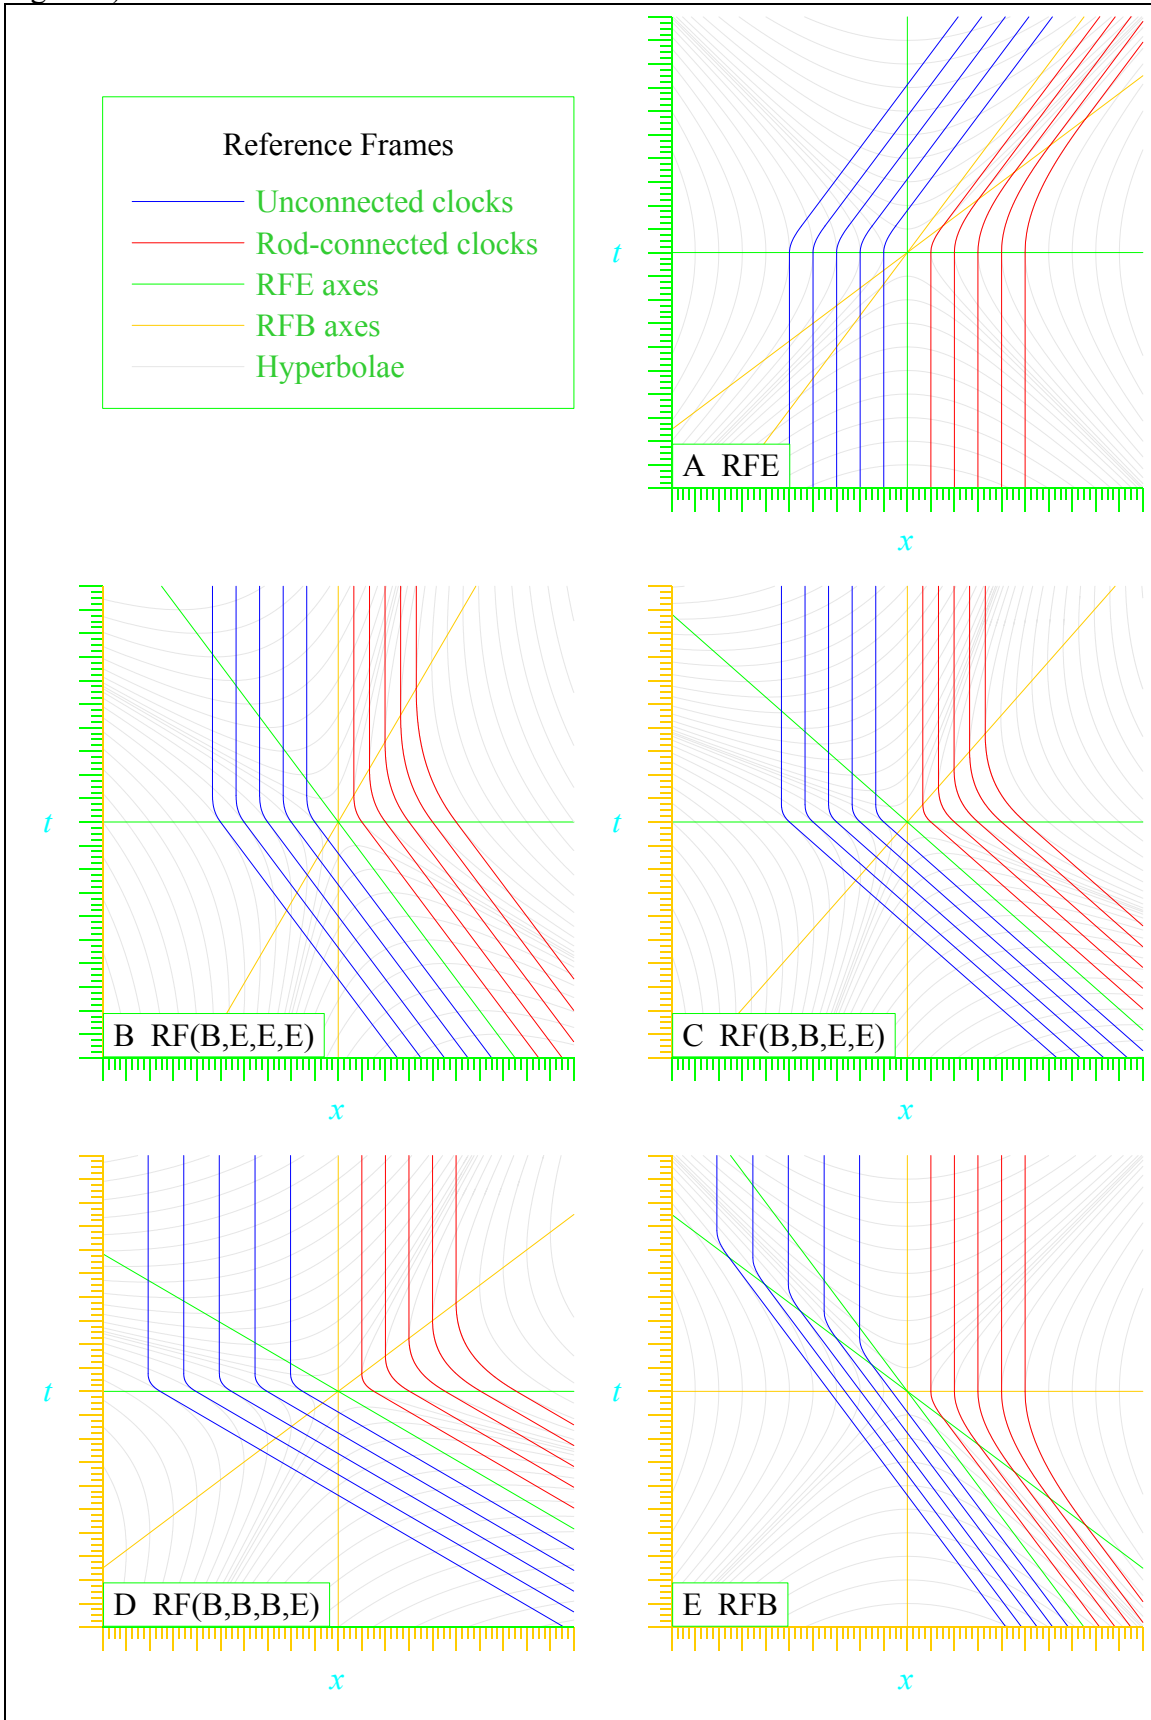 Reference Frames
Unconnected clocks
Rod-connected clocks
RFE axes
RFB axes
Hyperbolae
t
A RFE
x
t
B RF(B,E,E,E)
x
t
C RF(B,B,E,E)
x
t
D RF(B,B,B,E)
x
t
E RFB
x